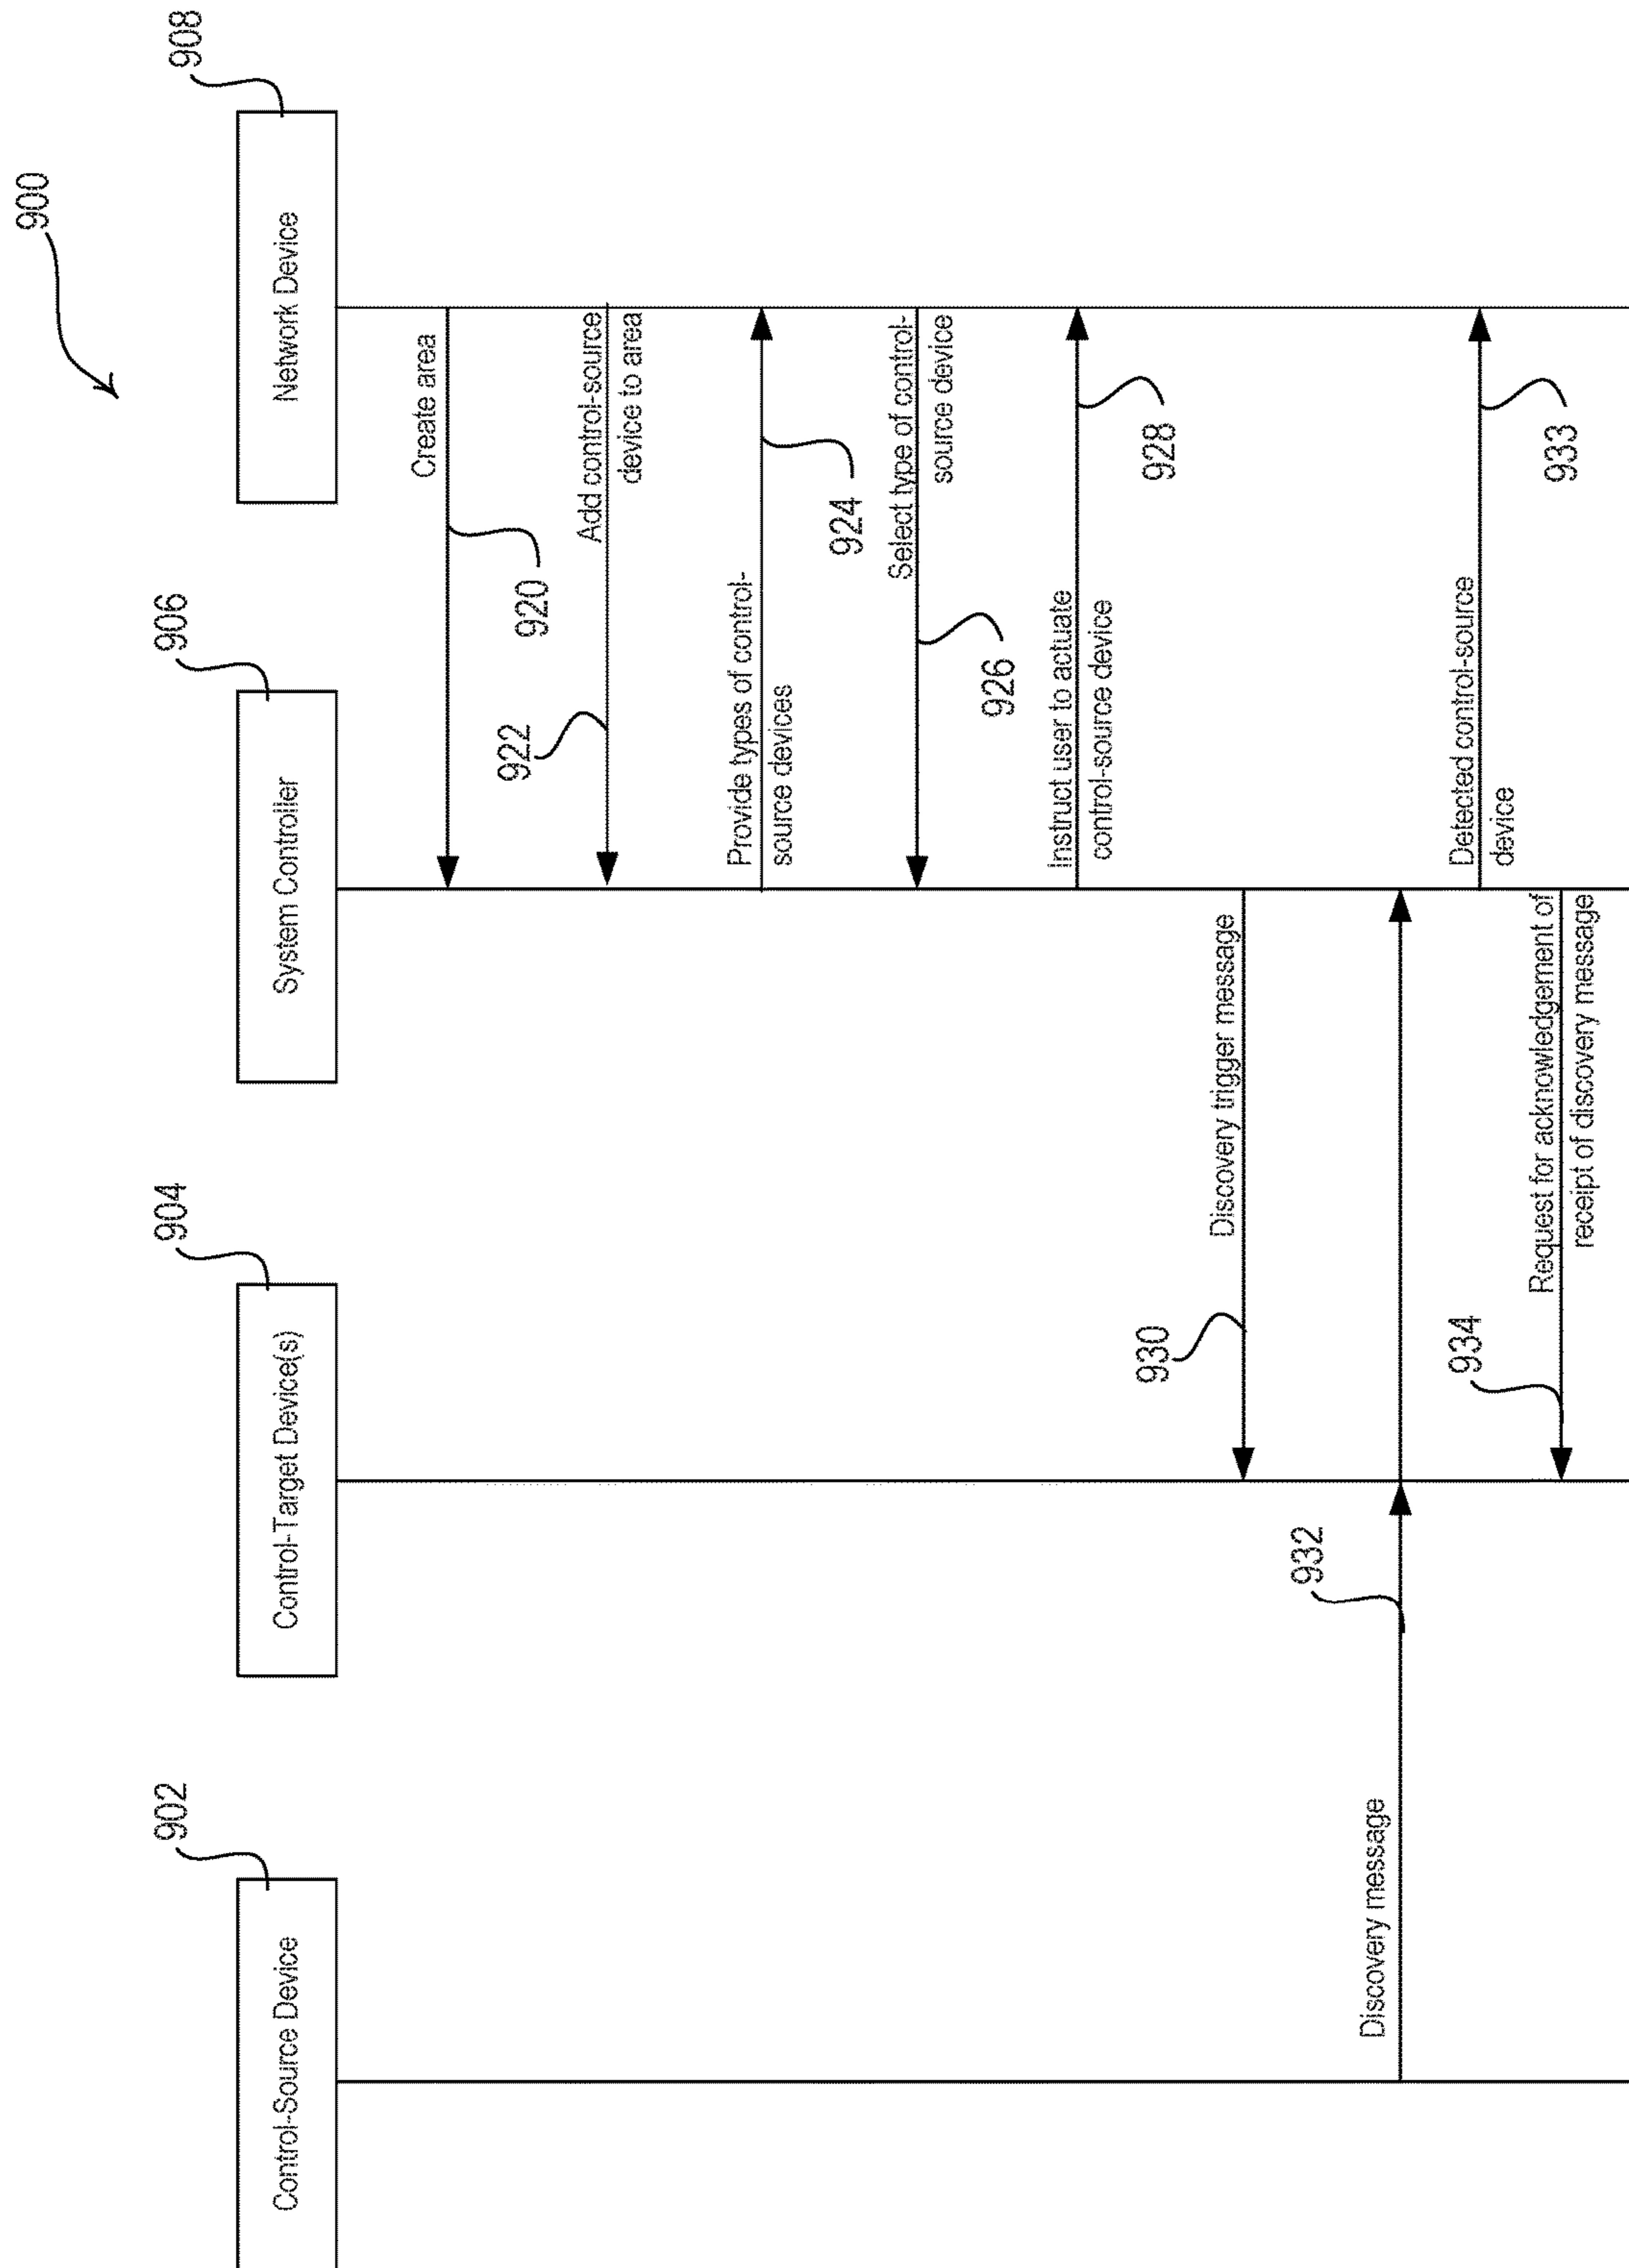 900
902
904
906
908
Control-Source Device
Control-Target Device(s)
System Controller
Network Device
Create area
920
Add control-source
device to area
922
Provide types of control-
source devices
924
Select type of control-
source device
926
Instruct user to actuate
control-source device
928
Discovery trigger message
930
Discovery message
932
Detected control-source
device
933
Request for acknowledgement of
receipt of discovery message
934